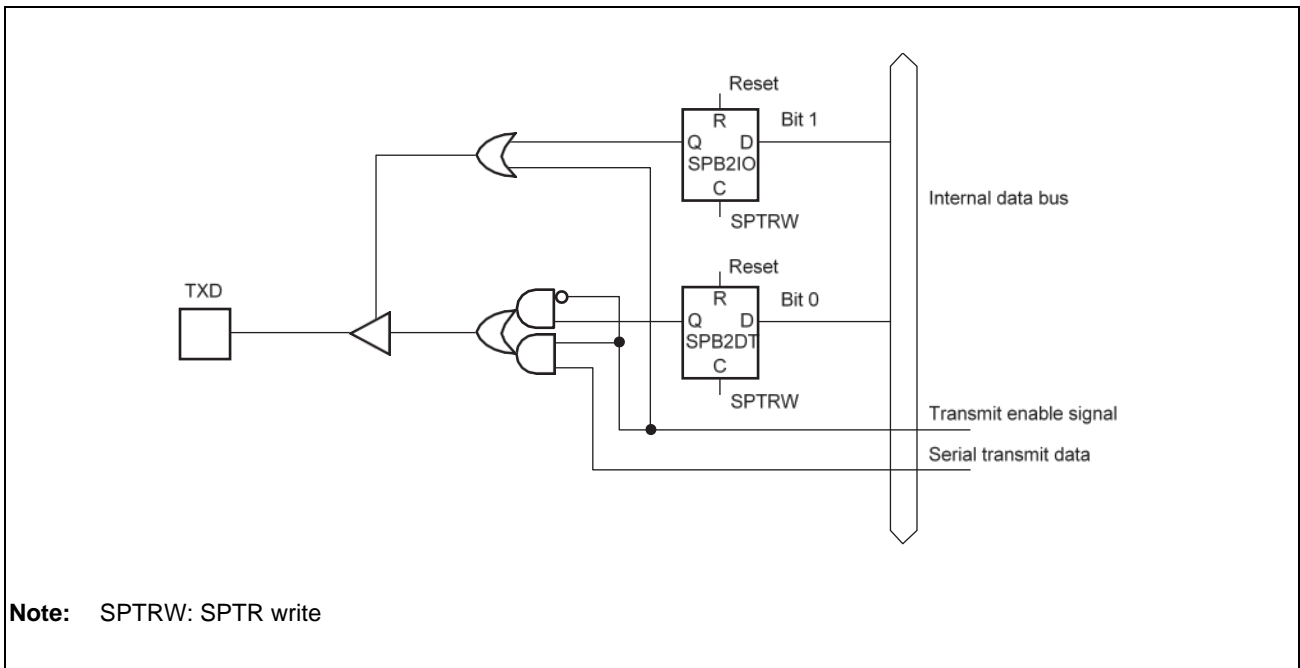 Reset
R
Bit 1
Q D
SPB2IO
C
SPTRW
Internal data bus
Reset
R
Bit 0
Q D
SPB2DT
C
SPTRW
TXD
Transmit enable signal
Serial transmit data
Note: SPTRW: SPTR write